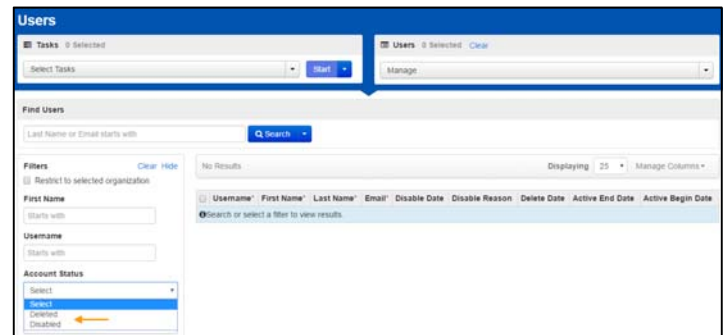 Users
Tasks 0 Selected
Users 0 Selected Clear
Select Tasks
Start
Manage
Find Users
Last Name or Email starts with
Search
Filters Clear Hide
No Results
Displaying 25 Manage Columns
Restrict to selected organization
First Name
Starts with
Username* First Name* Last Name* Email* Disable Date Disable Reason Delete Date Active End Date Active Begin Date
Search or select a filter to view results.
Username
Starts with
Account Status
Select
Select
Deleted
Disabled